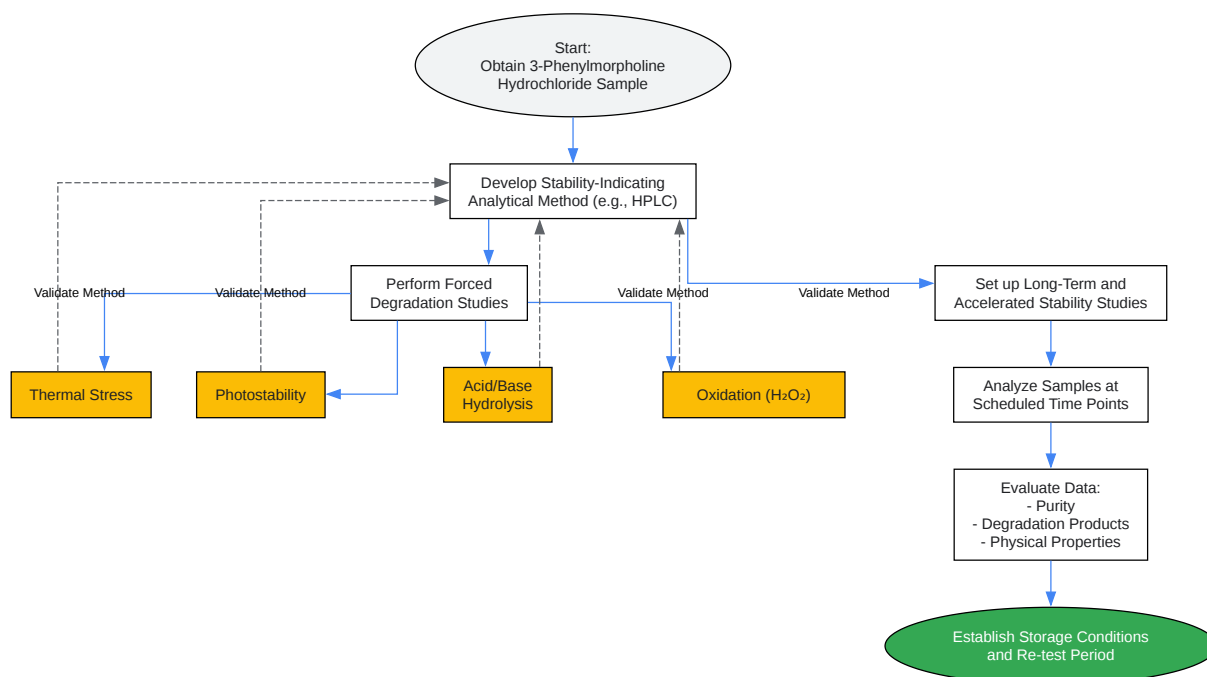 Start:
Obtain 3-Phenylmorpholine
Hydrochloride Sample
Develop Stability-Indicating
Analytical Method (e.g., HPLC)
Perform Forced
Degradation Studies
Set up Long-Term and
Accelerated Stability Studies
Validate Method
Validate Method
Validate Method
Validate Method
Thermal Stress
Photostability
Acid/Base
Hydrolysis
Oxidation (H₂O₂)
Analyze Samples at
Scheduled Time Points
Evaluate Data:
- Purity
- Degradation Products
- Physical Properties
Establish Storage Conditions
and Re-test Period